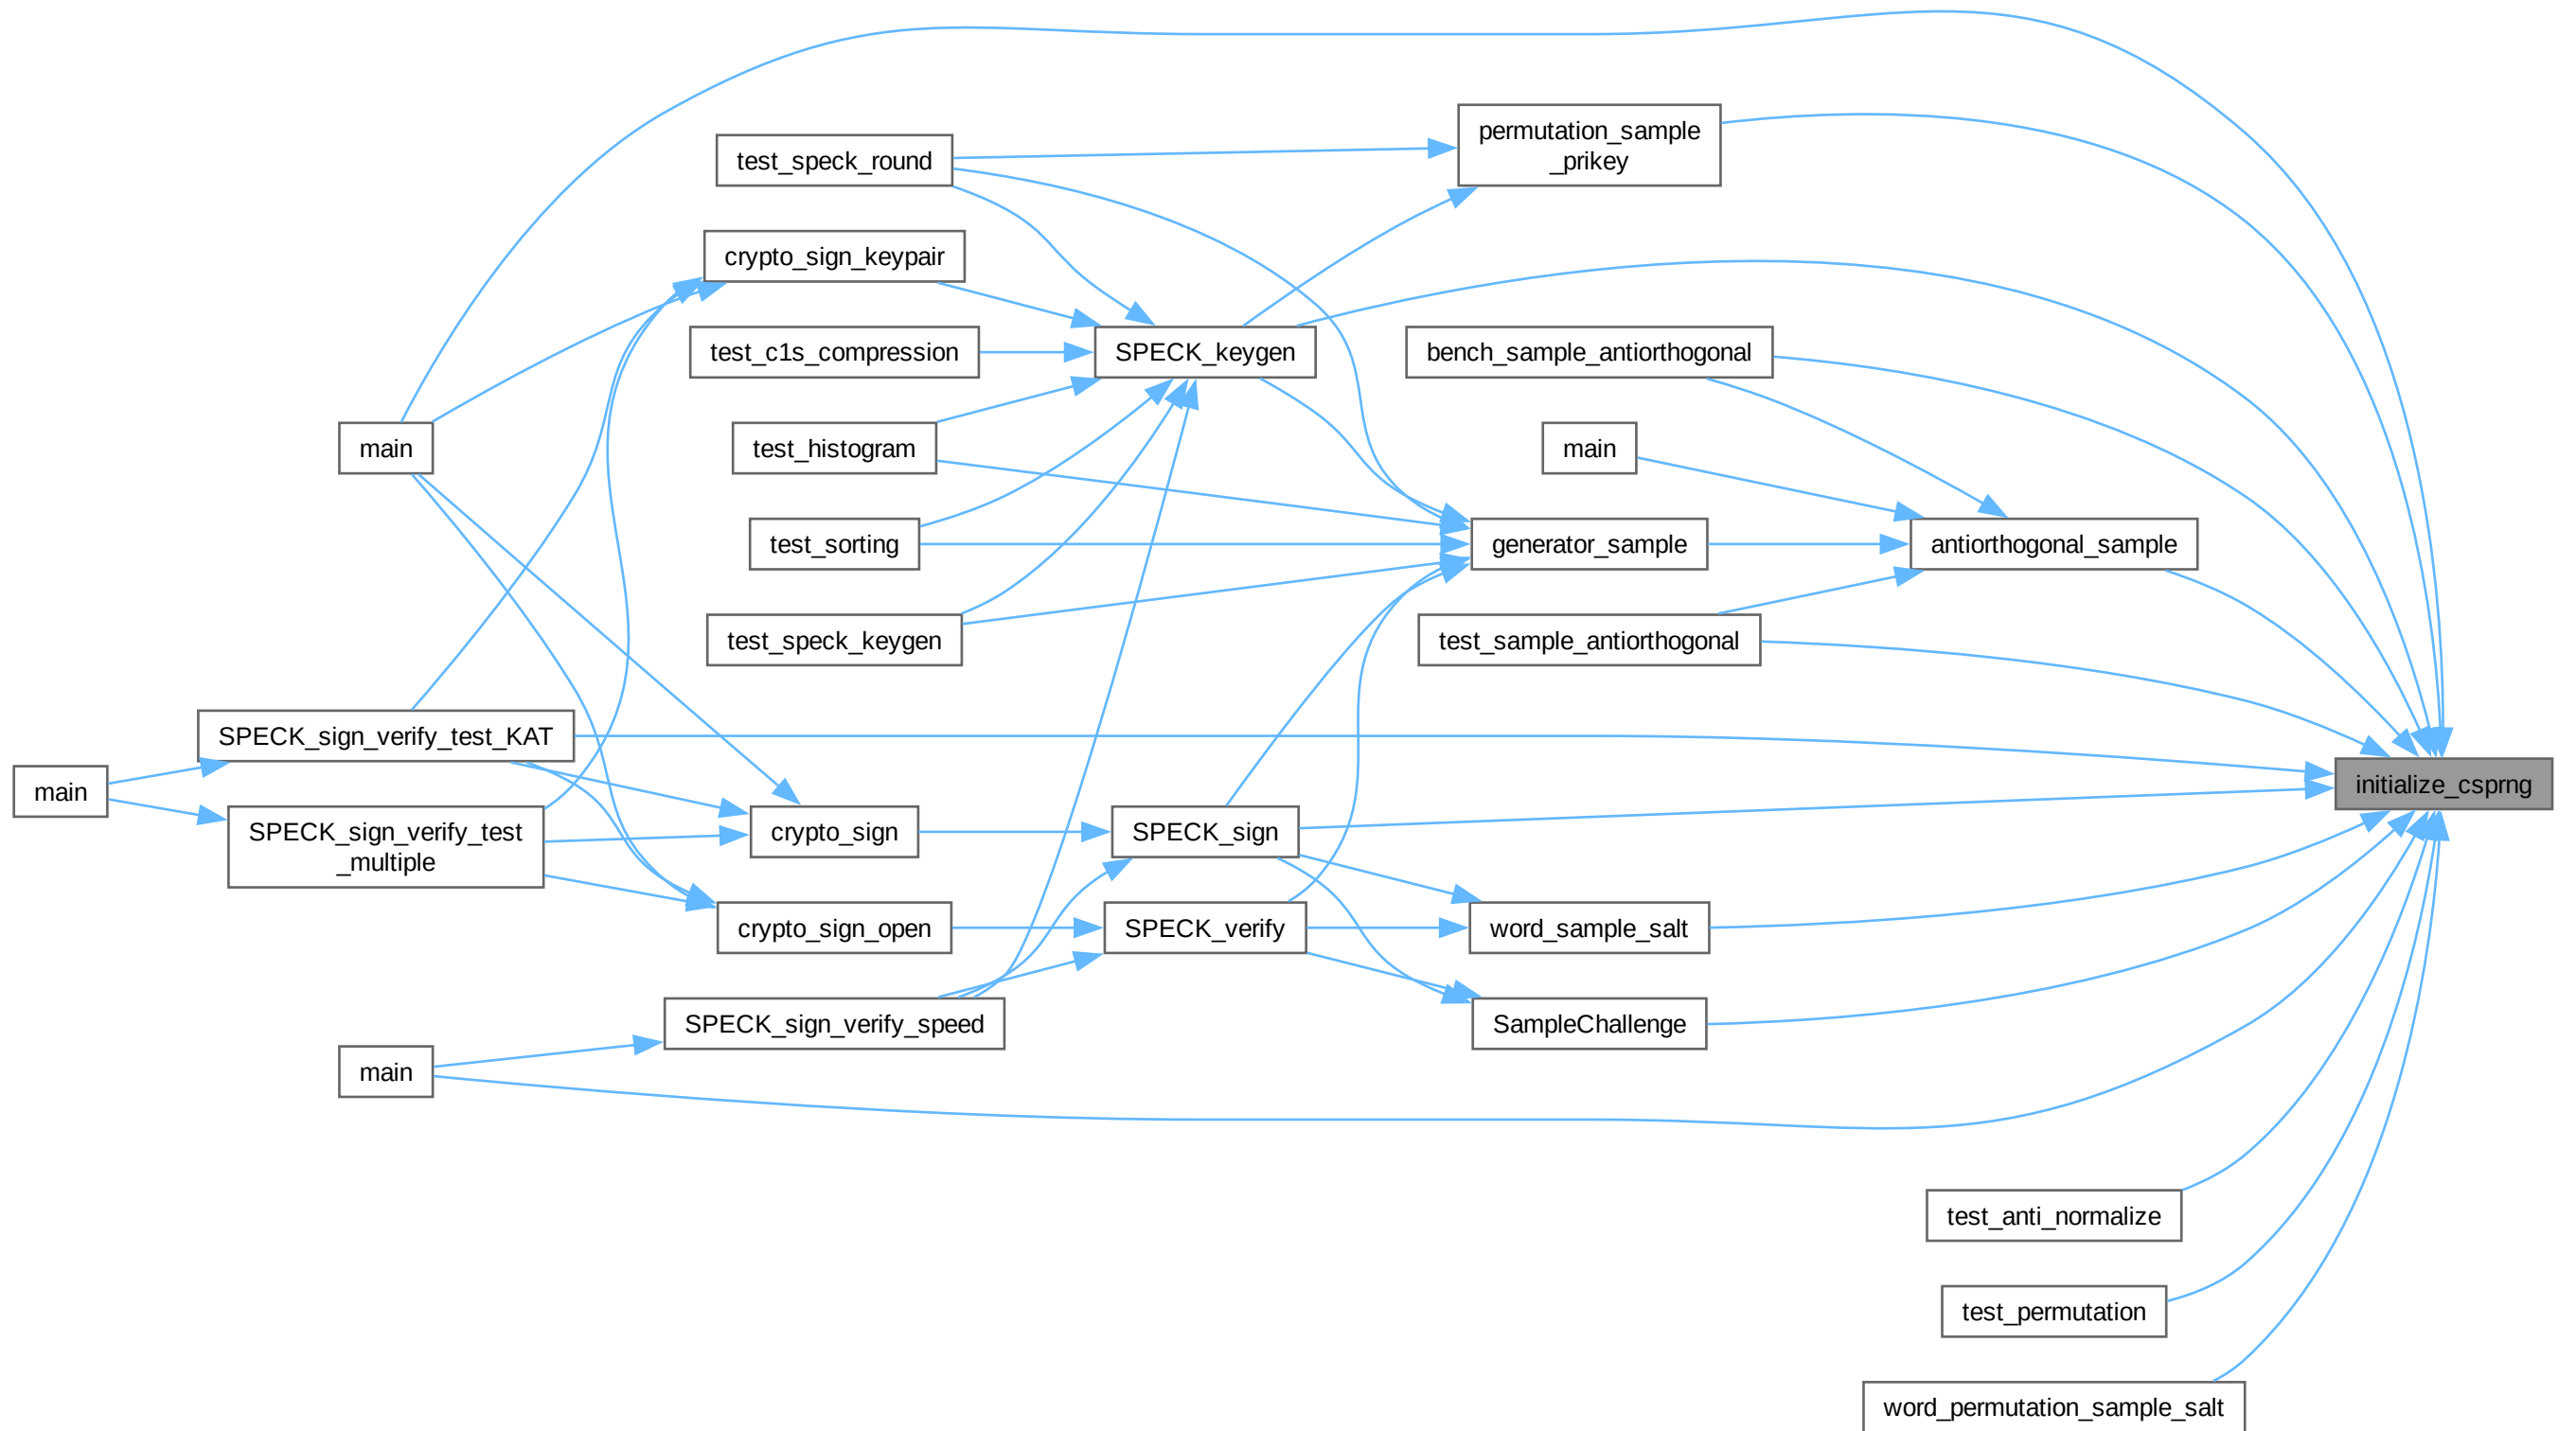 permutation_sample
_prikey
test_speck_round
crypto_sign_keypair
test_c1s_compression
SPECK_keygen
bench_sample_antiorthogonal
main
test_histogram
main
test_sorting
generator_sample
antiorthogonal_sample
test_speck_keygen
test_sample_antiorthogonal
SPECK_sign_verify_test_KAT
main
initialize_csprng
SPECK_sign_verify_test
_multiple
crypto_sign
SPECK_sign
crypto_sign_open
SPECK_verify
word_sample_salt
SPECK_sign_verify_speed
SampleChallenge
main
test_anti_normalize
test_permutation
word_permutation_sample_salt